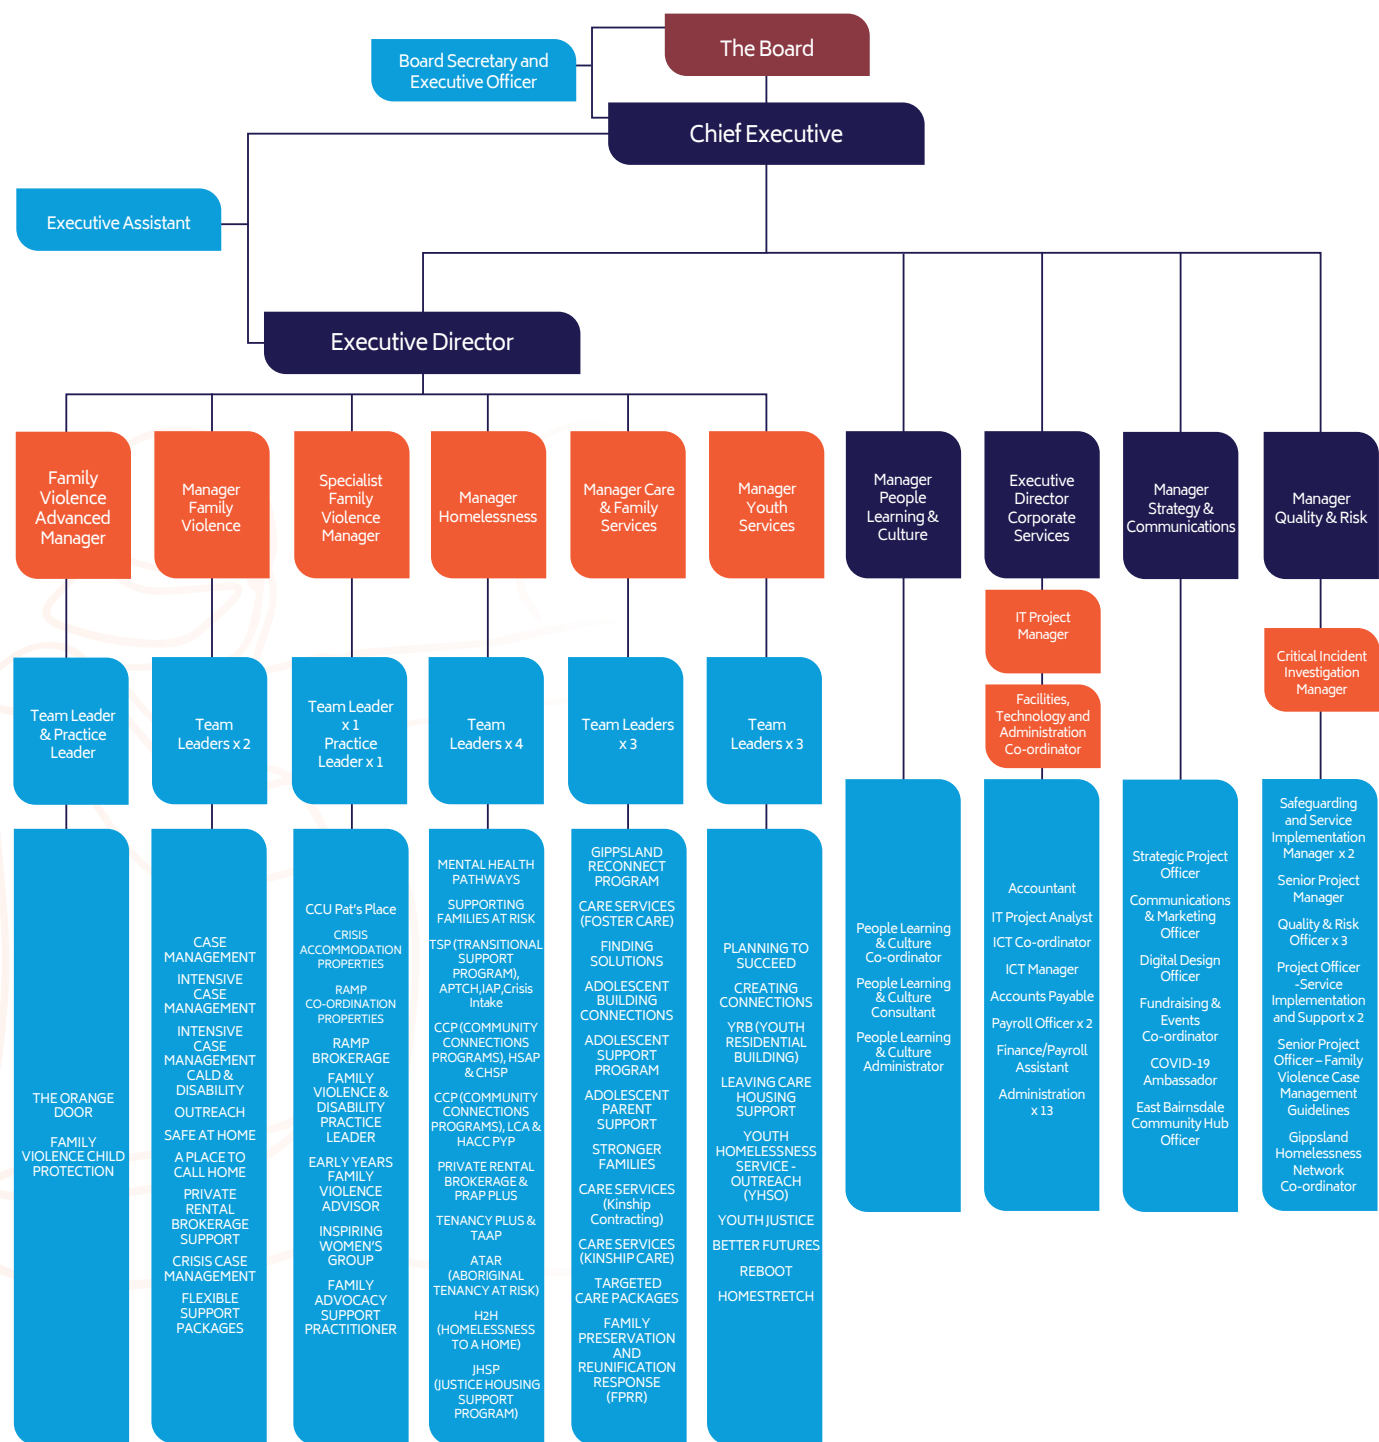 The Board
Board Secretary and
Executive Officer
Chief Executive
Executive Assistant
Executive Director
Family
Violence
Advanced
Manager
Manager
Family
Violence
Specialist
Family
Violence
Manager
Manager
Homelessness
Manager Care
& Family
Services
Manager
Youth
Services
Manager
People
Learning &
Culture
Executive
Director
Corporate
Services
Manager
Strategy &
Communications
Manager
Quality & Risk
IT Project
Manager
Facilities,
Technology and
Administration
Co-ordinator
Critical Incident
Investigation
Manager
Team Leader
& Practice
Leader
Team
Leaders x 2
Team Leader
x 1
Practice
Leader x 1
Team
Leaders x 4
Team Leaders
x 3
Team
Leaders x 3
THE ORANGE
DOOR
FAMILY
VIOLENCE CHILD
PROTECTION
CASE
MANAGEMENT
INTENSIVE
CASE
MANAGEMENT
INTENSIVE
CASE
MANAGEMENT
CALD &
DISABILITY
OUTREACH
SAFE AT HOME
A PLACE TO
CALL HOME
PRIVATE
RENTAL
BROKERAGE
SUPPORT
CRISIS CASE
MANAGEMENT
FLEXIBLE
SUPPORT
PACKAGES
CCU Pat's Place
CRISIS
ACCOMMODATION
PROPERTIES
RAMP
CO-ORDINATION
PROPERTIES
RAMP
BROKERAGE
FAMILY
VIOLENCE &
DISABILITY
PRACTICE
LEADER
EARLY YEARS
FAMILY
VIOLENCE
ADVISOR
INSPIRING
WOMEN'S
GROUP
FAMILY
ADVOCACY
SUPPORT
PRACTITIONER
MENTAL HEALTH
PATHWAYS
SUPPORTING
FAMILIES AT RISK
TSP (TRANSITIONAL
SUPPORT
PROGRAM),
APTCH,IAP,Crisis
Intake
CCP (COMMUNITY
CONNECTIONS
PROGRAMS), HSAP
& CHSP
CCP (COMMUNITY
CONNECTIONS
PROGRAMS), LCA &
HACC PYP
PRIVATE RENTAL
BROKERAGE &
PRAP PLUS
TENANCY PLUS &
TAAP
ATAR
(ABORIGINAL
TENANCY AT RISK)
H2H
(HOMELESSNESS
TO A HOME)
JHSP
(JUSTICE HOUSING
SUPPORT
PROGRAM)
GIPPSLAND
RECONNECT
PROGRAM
CARE SERVICES
(FOSTER CARE)
FINDING
SOLUTIONS
ADOLESCENT
BUILDING
CONNECTIONS
ADOLESCENT
SUPPORT
PROGRAM
ADOLESCENT
PARENT
SUPPORT
STRONGER
FAMILIES
CARE SERVICES
(Kinship
Contracting)
CARE SERVICES
(KINSHIP CARE)
TARGETED
CARE PACKAGES
FAMILY
PRESERVATION
AND
REUNIFICATION
RESPONSE
(FPRR)
PLANNING TO
SUCCEED
CREATING
CONNECTIONS
YRB (YOUTH
RESIDENTIAL
BUILDING)
LEAVING CARE
HOUSING
SUPPORT
YOUTH
HOMELESSNESS
SERVICE -
OUTREACH
(YHSO)
YOUTH JUSTICE
BETTER FUTURES
REBOOT
HOMESTRETCH
People Learning
& Culture
Co-ordinator
People Learning
& Culture
Consultant
People Learning
& Culture
Administrator
Accountant
IT Project Analyst
ICT Co-ordinator
ICT Manager
Accounts Payable
Payroll Officer x 2
Finance/Payroll
Assistant
Administration
x 13
Strategic Project
Officer
Communications
& Marketing
Officer
Digital Design
Officer
Fundraising &
Events
Co-ordinator
COVID-19
Ambassador
East Bairnsdale
Community Hub
Officer
Safeguarding
and Service
Implementation
Manager x 2
Senior Project
Manager
Quality & Risk
Officer x 3
Project Officer
-Service
Implementation
and Support x 2
Senior Project
Officer – Family
Violence Case
Management
Guidelines
Gippsland
Homelessness
Network
Co-ordinator